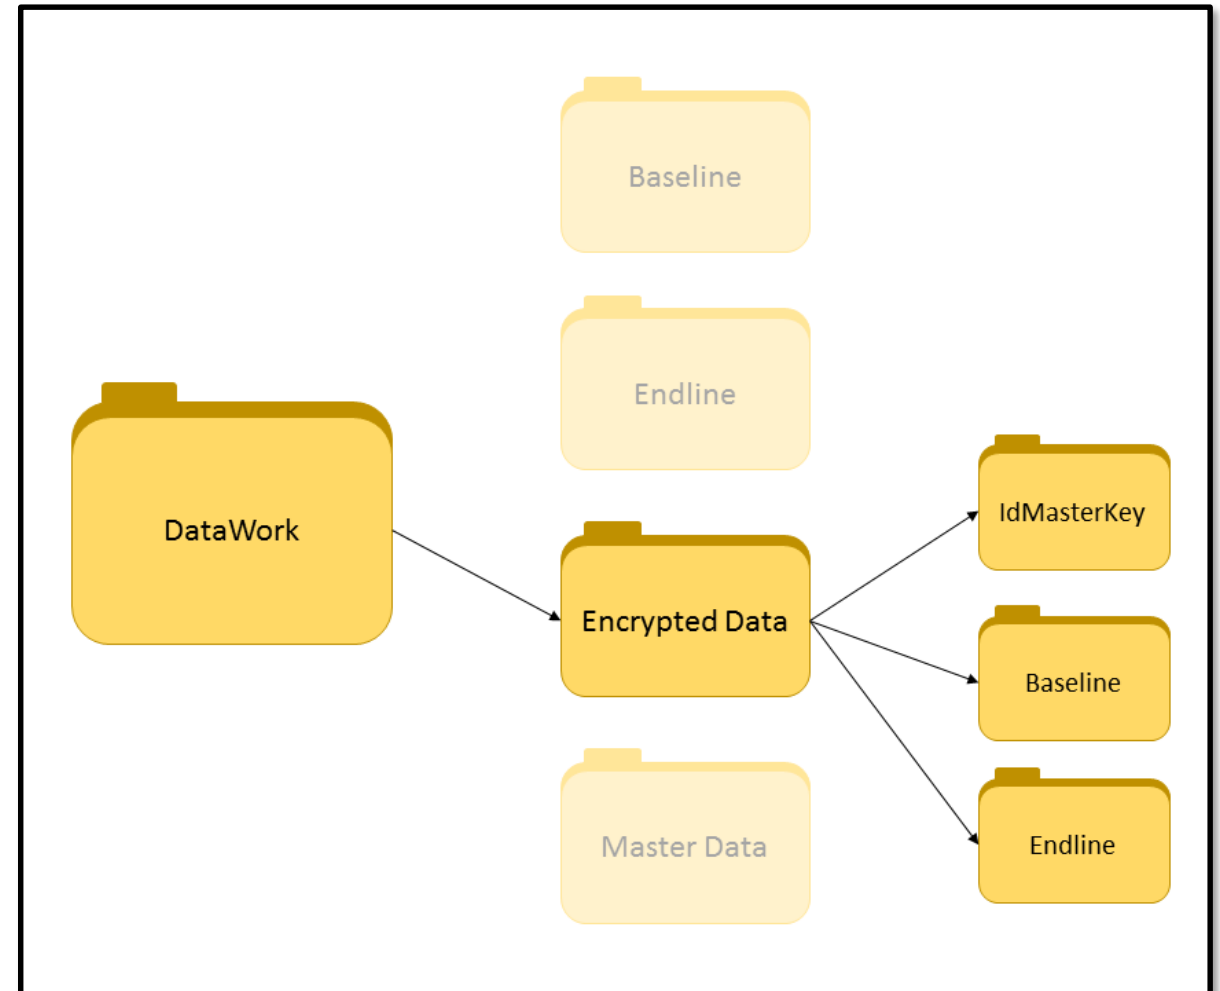 Baseline
Endline
DataWork
Encrypted Data
Master Data
IdMasterKey
Baseline
Endline